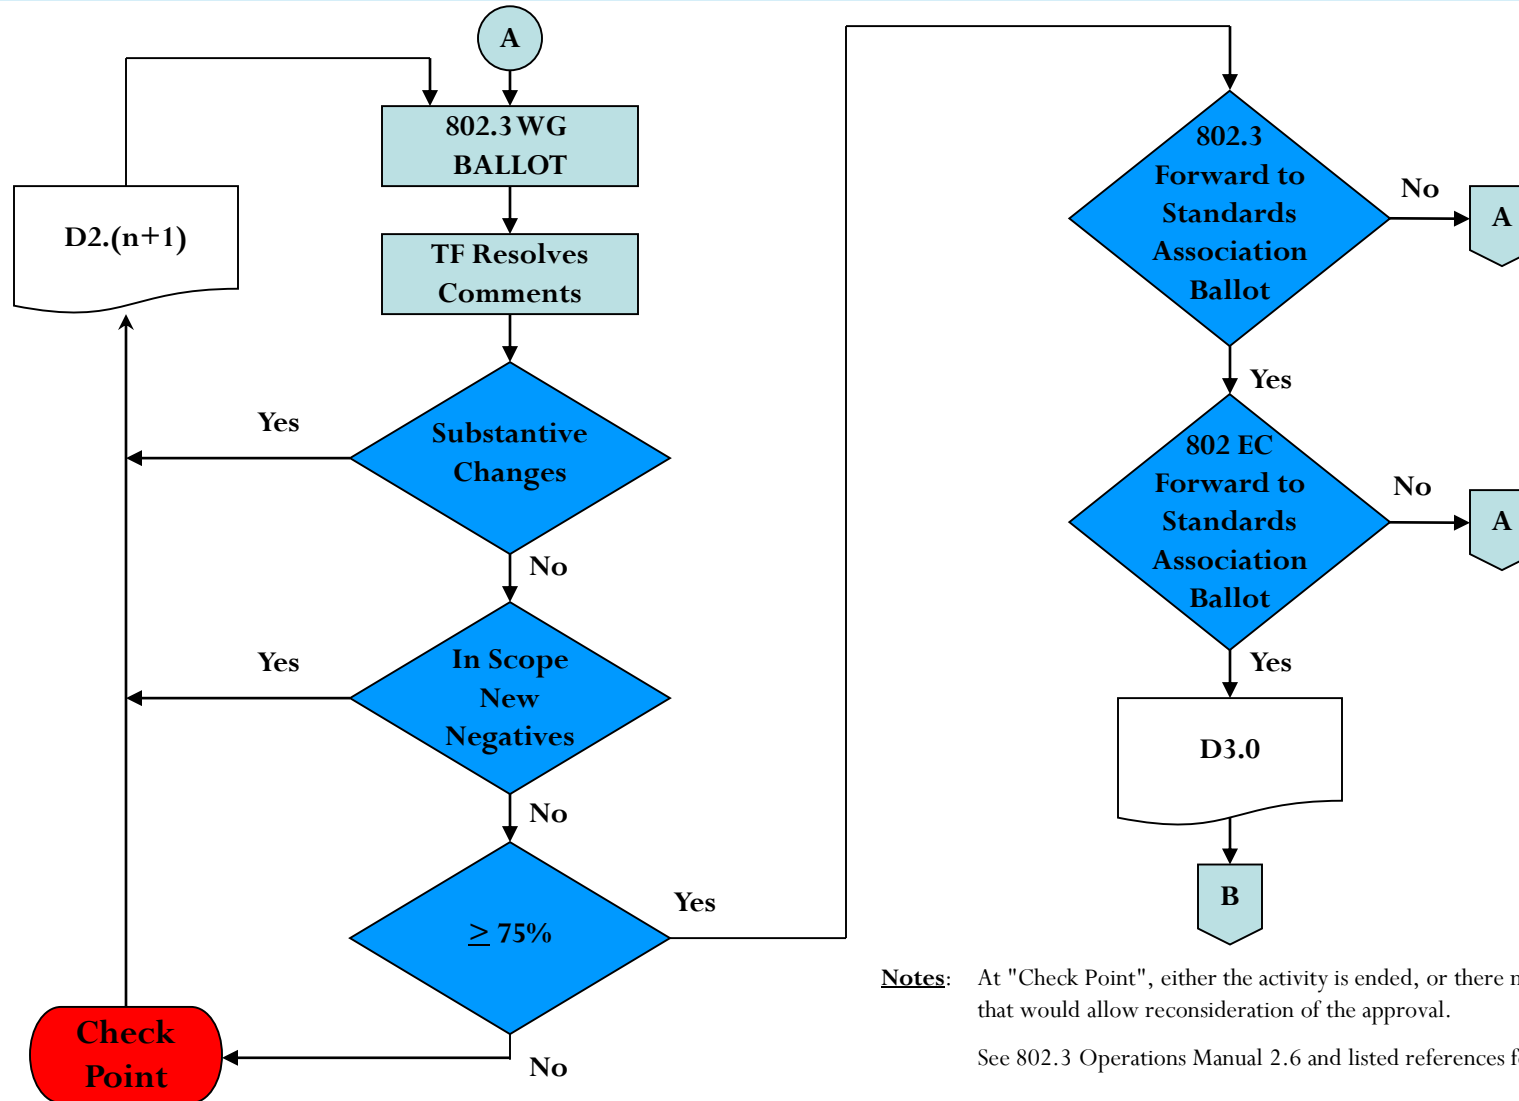 A
802.3 WG
BALLOT
D2.(n+1)
TF Resolves
Comments
Yes
Substantive
Changes
No
Yes
In Scope
New
Negatives
No
Yes
≥ 75%
Check
Point
No
802.3
Forward to
Standards
Association
Ballot
No
A
Yes
802 EC
Forward to
Standards
Association
Ballot
No
A
Yes
D3.0
B
Notes: At "Check Point", either the activity is ended, or there
that would allow reconsideration of the approval.
See 802.3 Operations Manual 2.6 and listed references